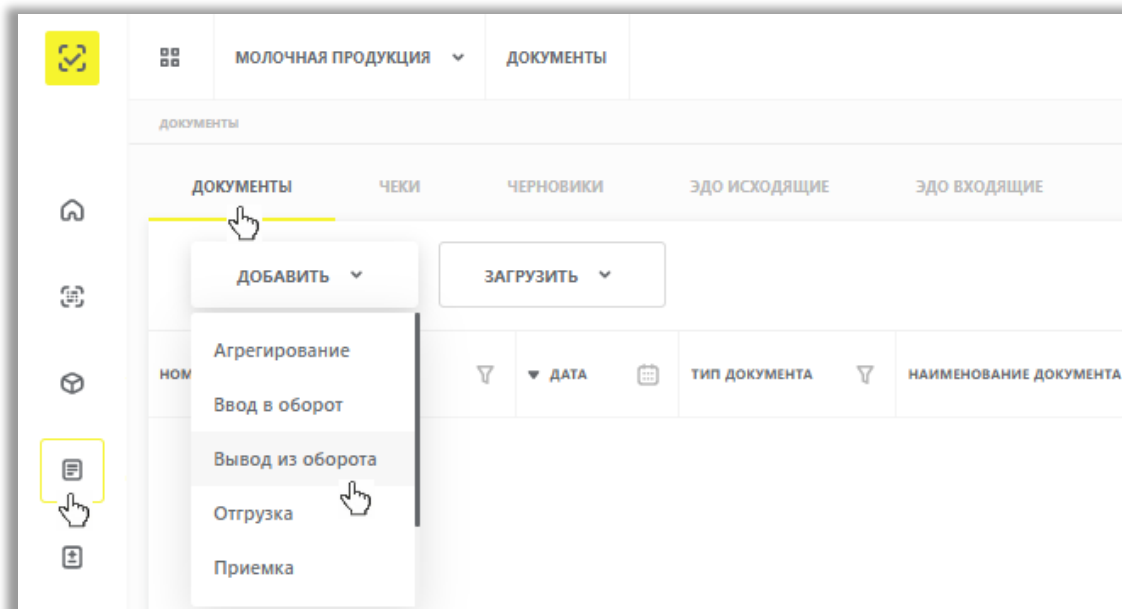 МОЛОЧНАЯ ПРОДУКЦИЯ ДОКУМЕНТЫ
ДОКУМЕНТЫ
ДОКУМЕНТЫ ЧЕКИ ЧЕРНОВИКИ ЭДО ИСХОДЯЩИЕ ЭДО ВХОДЯЩИЕ
ДОБАВИТЬ ЗАГРУЗИТЬ
НОМ ДАТА ТИП ДОКУМЕНТА НАИМЕНОВАНИЕ ДОКУМЕНТА
Агрегирование
Ввод в оборот
Вывод из оборота
Отгрузка
Приемка